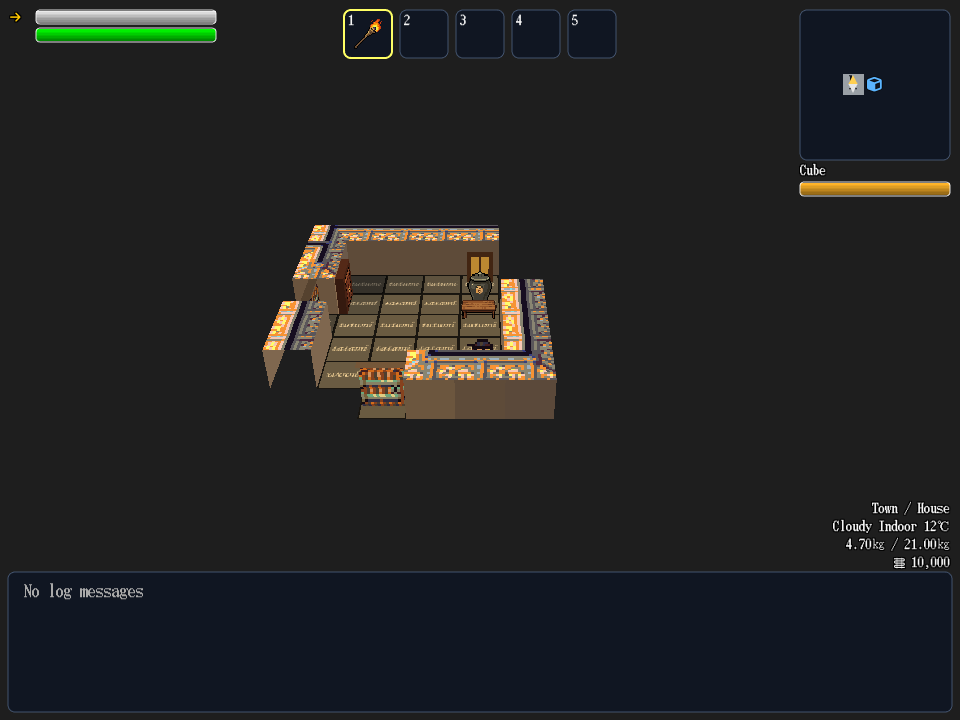 1
2
3
4
5
Cube
Town / House
Cloudy Indoor 12℃
4.70kg / 21.00kg
10,000
No log messages